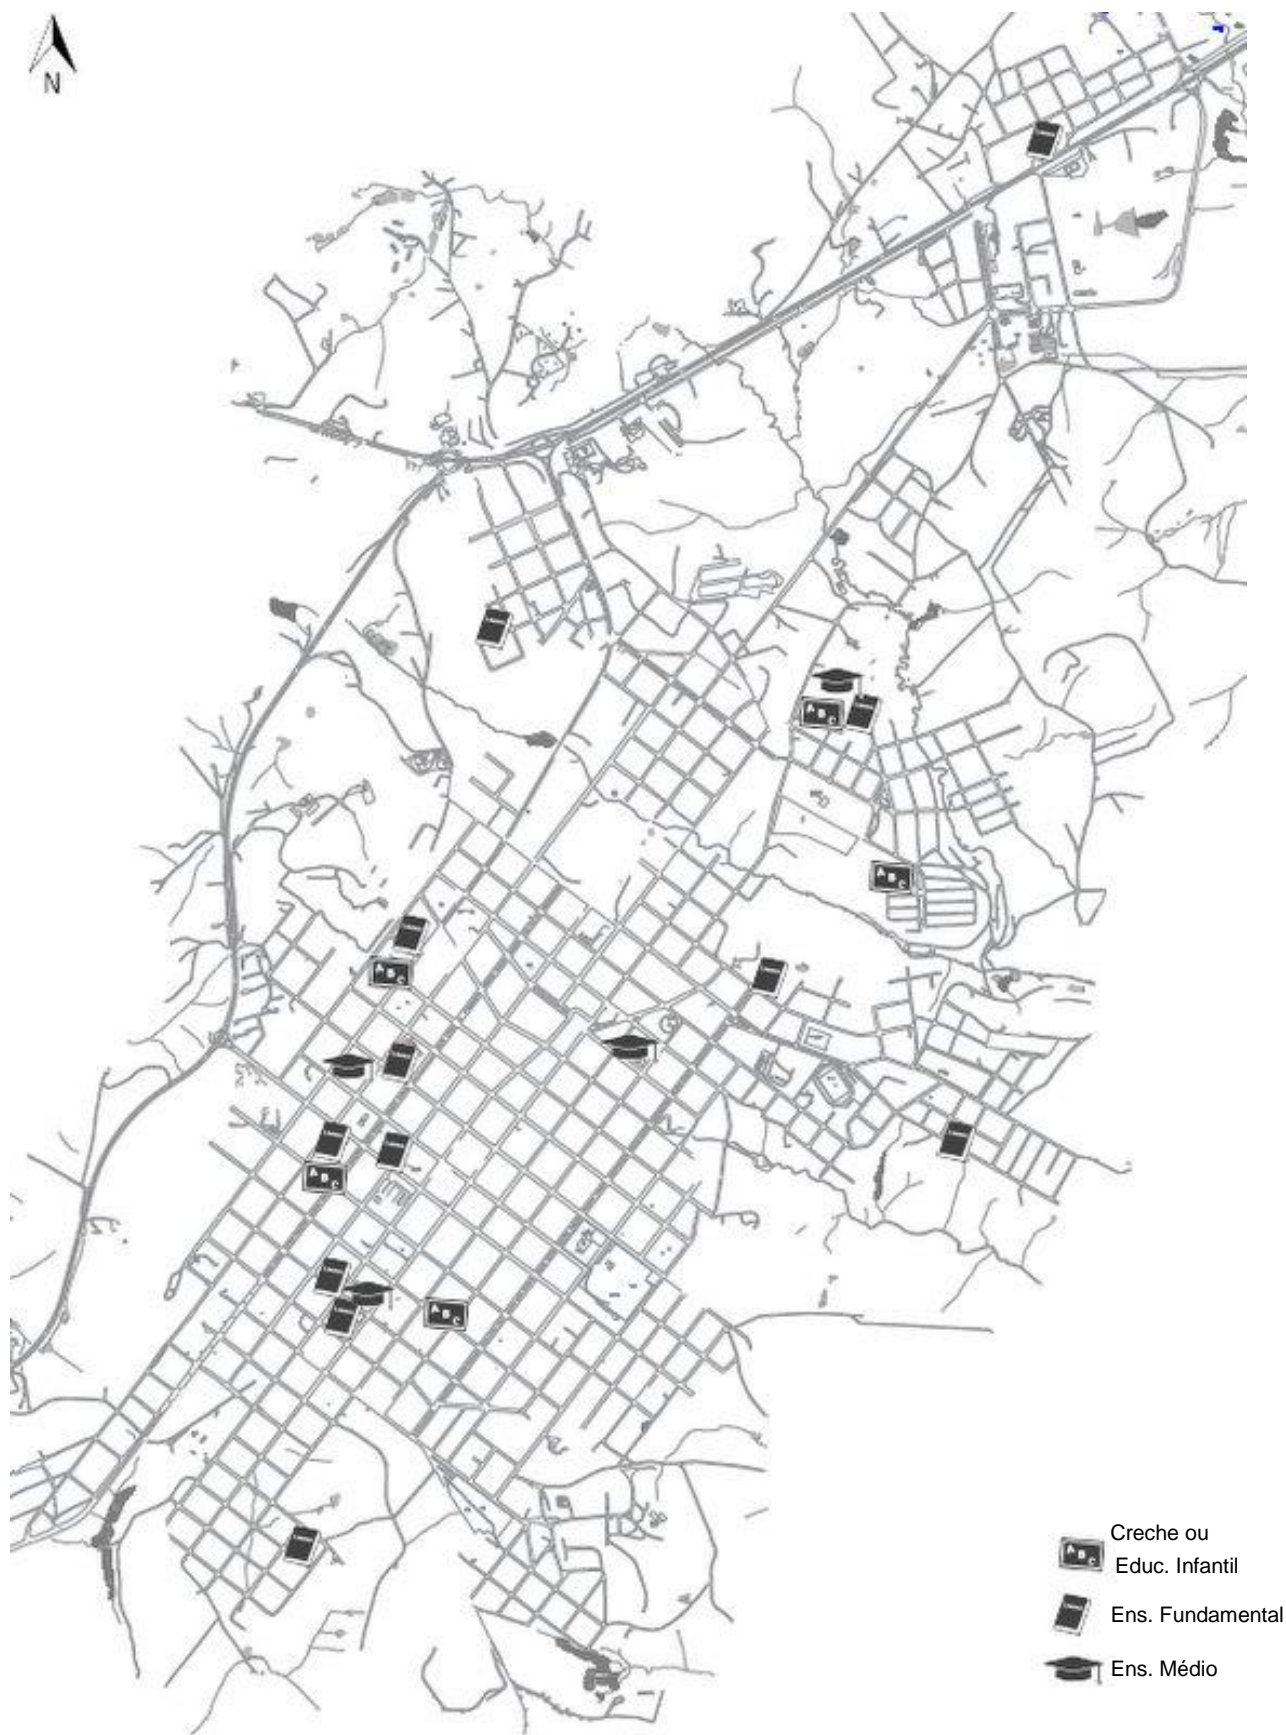 N
A B C
A B C
A B C
A B C
A B C
Creche ou
A B C
Educ. Infantil
Ens. Fundamental
Ens. Médio